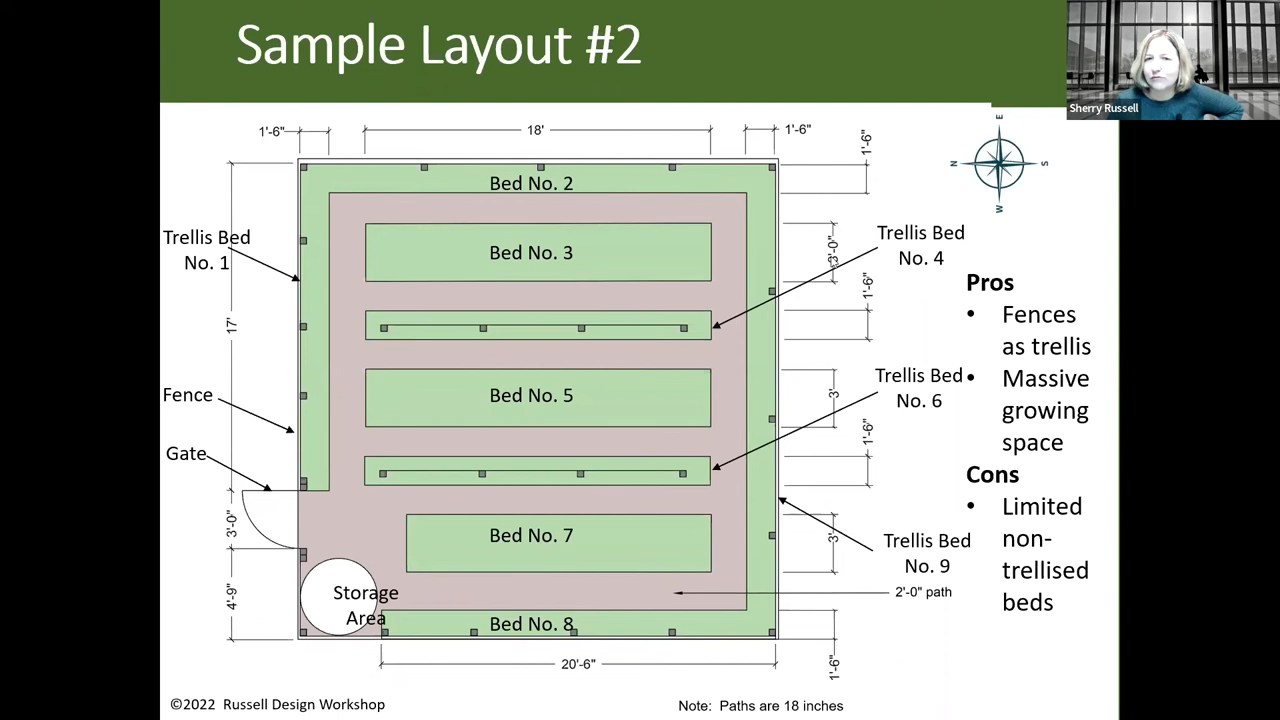 Sample Layout #2
Sherry Russell
1'-6"
18'
1'-6"
1'-6"
E
N
S
W
Bed No. 2
Trellis Bed
No. 1
Bed No. 3
3'-0"
Trellis Bed
No. 4
1'-6"
17'
Pros
• Fences
as trellis
• Massive
growing
space
Cons
• Limited
non-
trellised
beds
Fence
Bed No. 5
3'
Trellis Bed
No. 6
1'-6"
Gate
3'-0"
Bed No. 7
3'
Trellis Bed
No. 9
4'-9"
Storage
Area
2'-0" path
Bed No. 8
20'-6"
1'-6"
©2022 Russell Design Workshop
Note: Paths are 18 inches